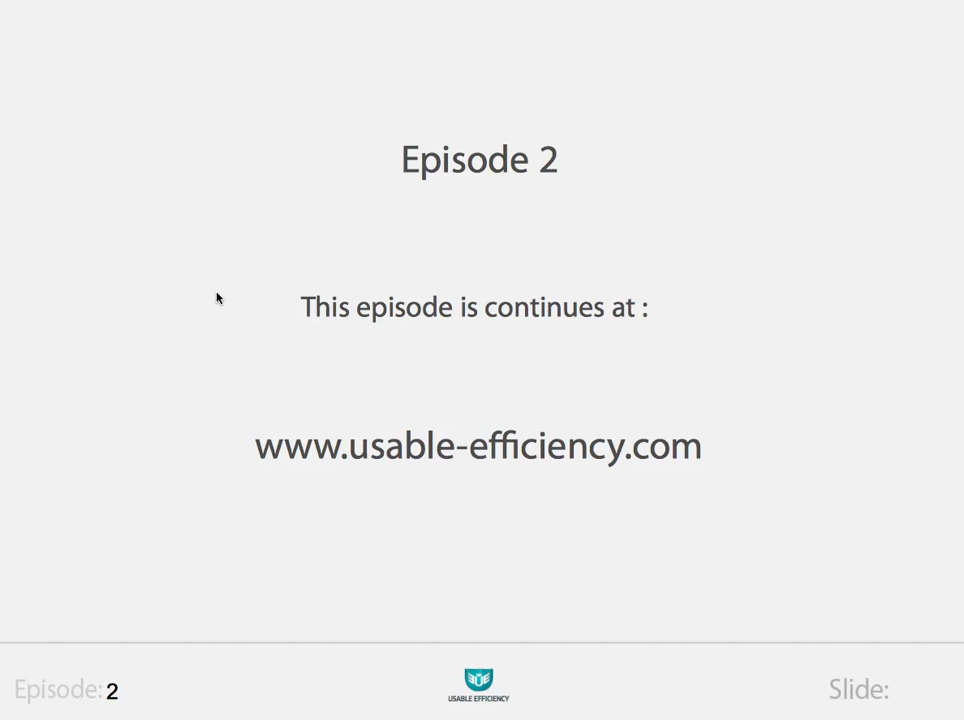 Episode 2
This episode is continues at :
www.usable-efficiency.com
Episode: 2
USABLE EFFICIENCY
Slide: